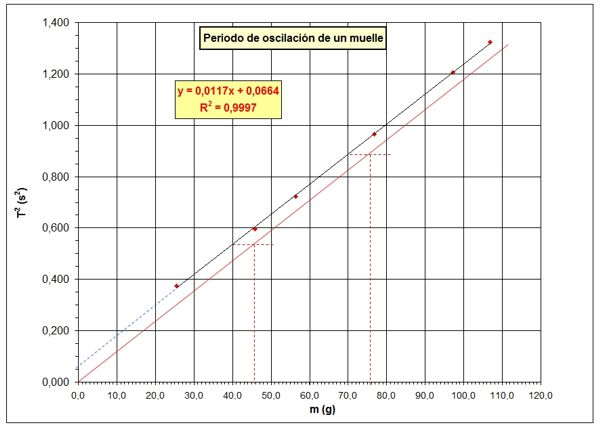 Periodo de oscilación de un muelle
y = 0,0117x + 0,0664
R² = 0,9997
T² (s²)
1,400
1,200
1,000
0,800
0,600
0,400
0,200
0,000
0,0 10,0 20,0 30,0 40,0 50,0 60,0 70,0 80,0 90,0 100,0 110,0 120,0
m (g)